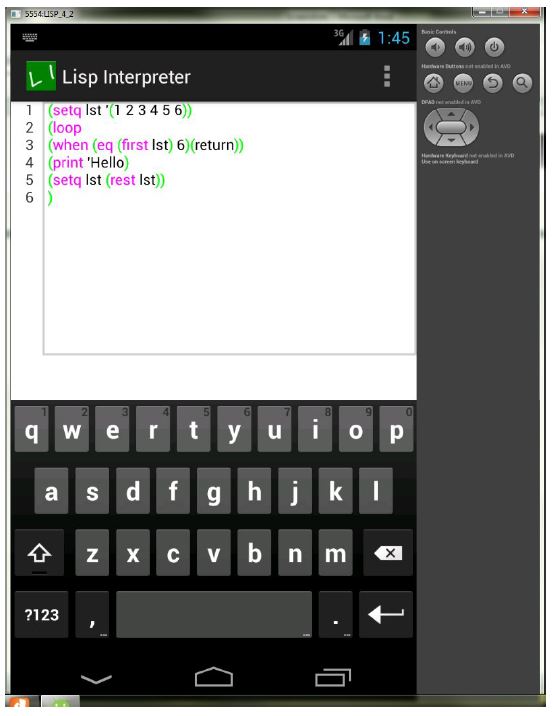 5554:LISP_4_2
3G 1:45
Lisp Interpreter
1 (setq lst '(1 2 3 4 5 6))
2 (loop
3 (when (eq (first lst) 6)(return))
4 (print 'Hello)
5 (setq lst (rest lst))
6 )
1 2 3 4 5 6 7 8 9 0
q w e r t y u i o p
a s d f g h j k l
z x c v b n m
?123 , ... . ...
Basic Controls
Hardware Buttons not enabled in AVD
MENU
DPAD not enabled in AVD
Hardware Keyboard not enabled in AVD
Use on screen keyboard